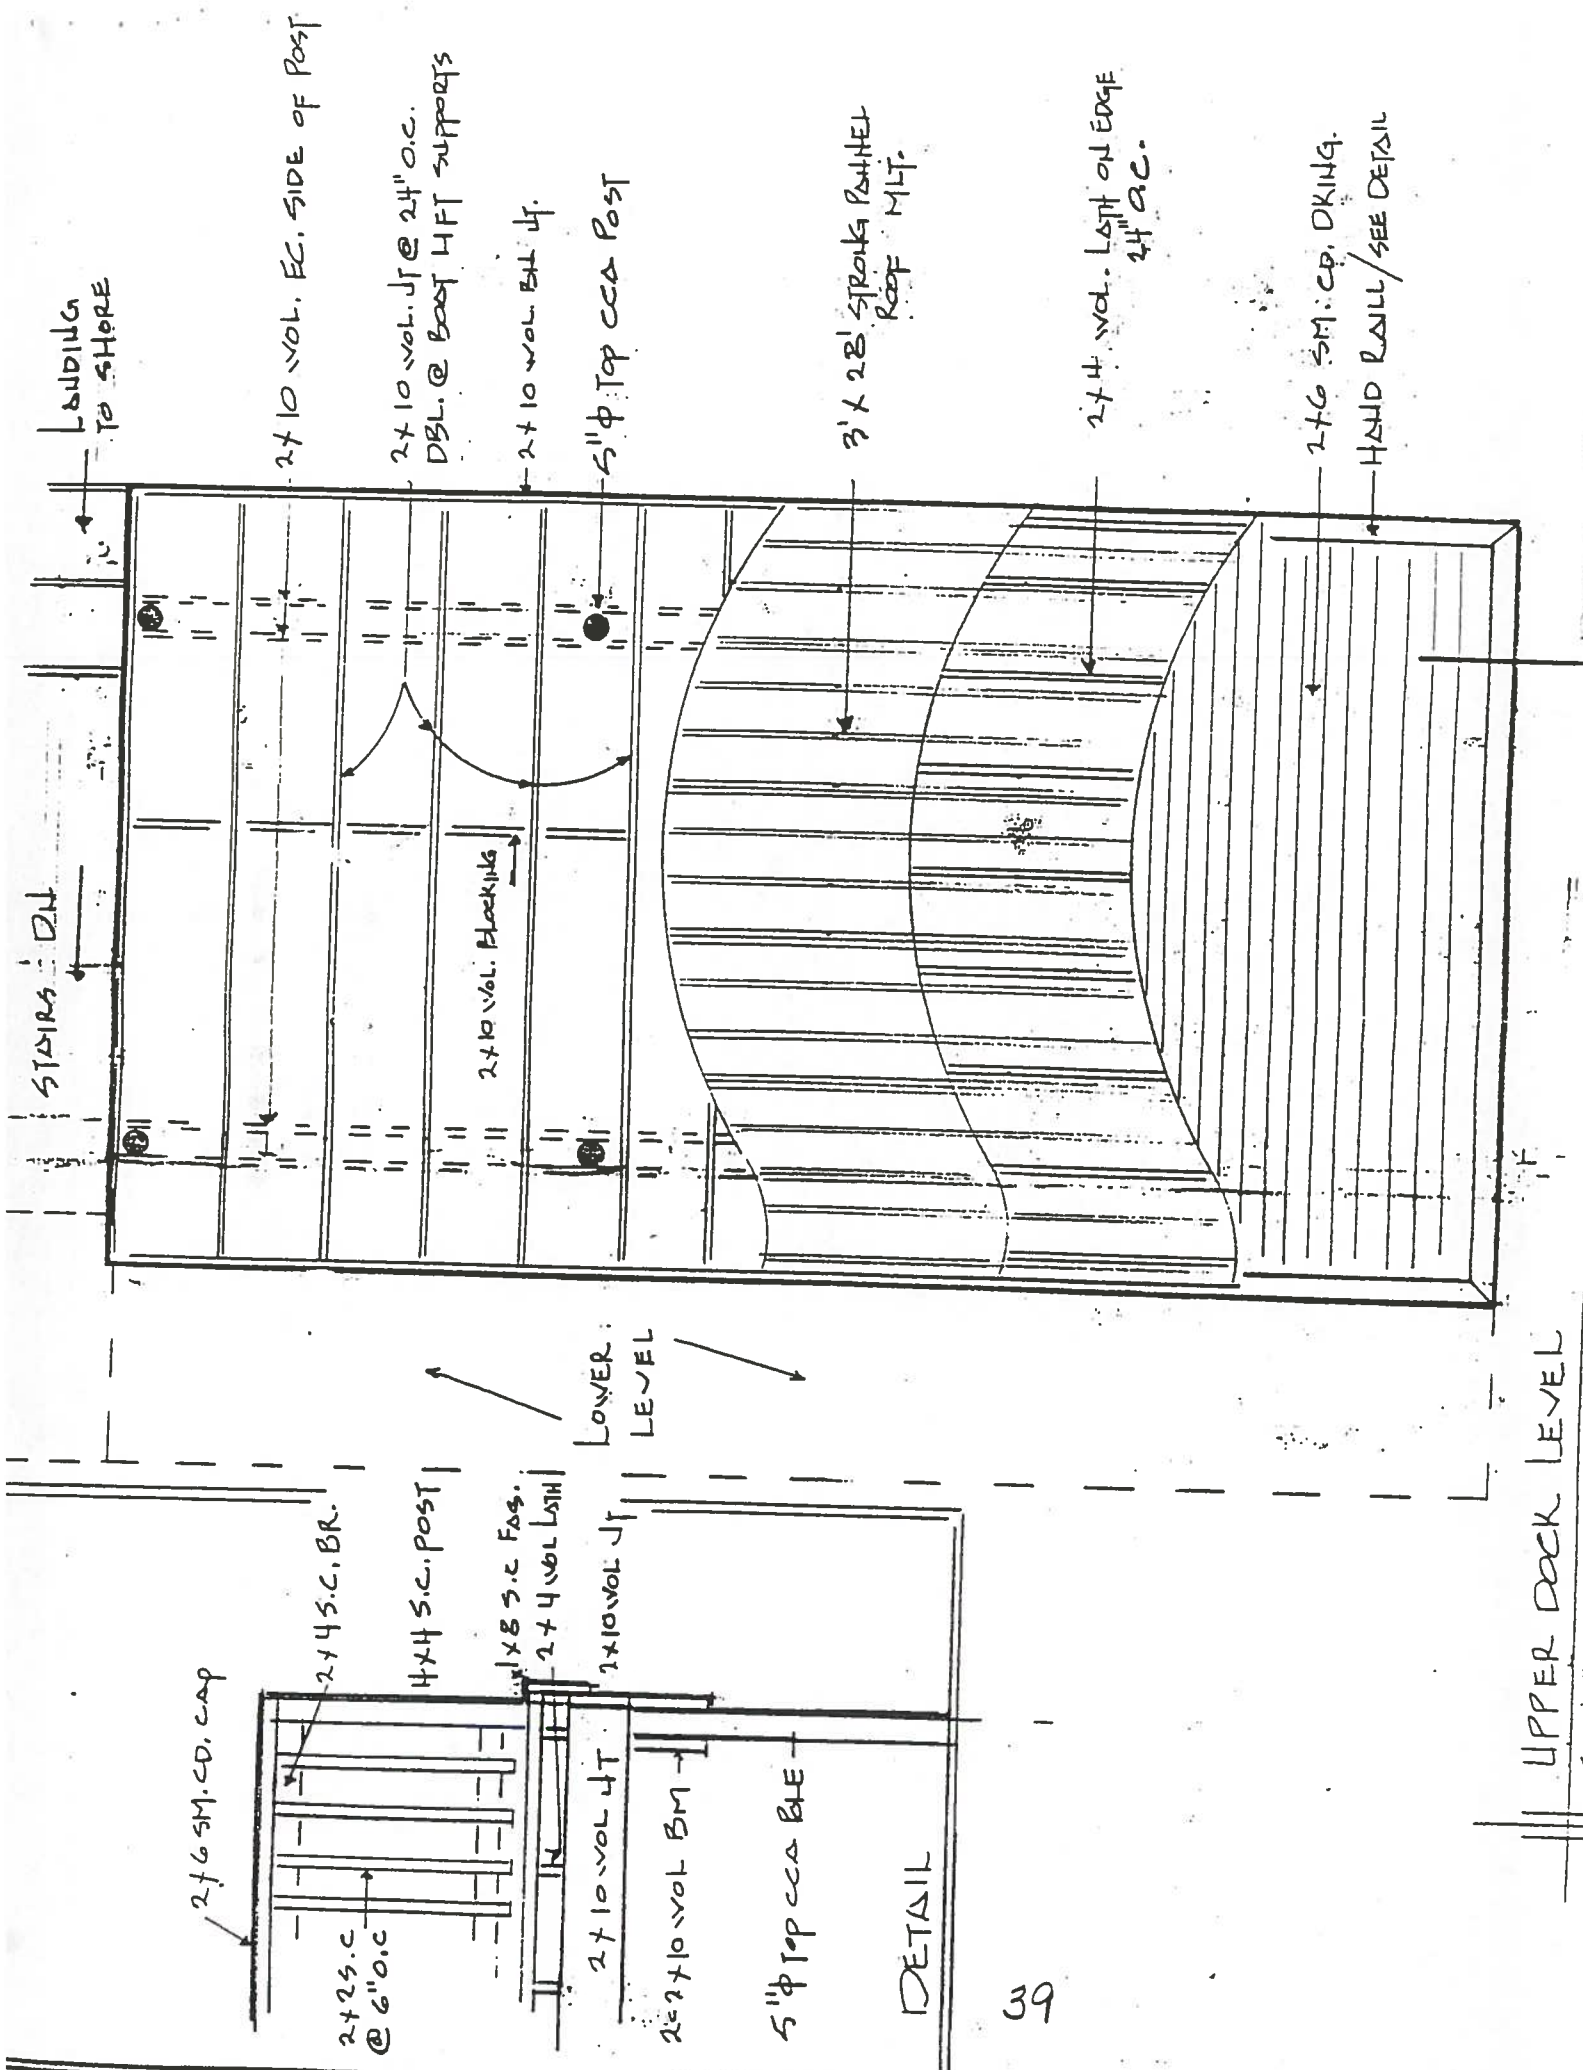 LANDING
TO SHORE
STAIRS DN
2x10 WOL. EC. SIDE OF POST
2x10 WOL. JT @ 24" O.C.
DBL. @ BOAT LIFT SUPPORTS
2x10 WOL. BN JT.
5"Φ TOP CCA POST
2x10 WOL. BLOCKING
3' x 28' STRONG PANNEL
ROOF MLT.
2x4 WOL. LATH ON EDGE
24" O.C.
2x6 SM. CD. DKING.
HAND RAILL/SEE DETAIL
LOWER
LEVEL
UPPER DOCK LEVEL
2x6 SM. CD. CAP
2x4 S.C. BR.
4x4 S.C. POST
1x8 S.C FAS.
2x4 WOL LATH
2x10 WOL JT
2x2 S.C
@ 6" O.C
2x10 WOL JT
2=2x10 WOL BM
5"Φ TOP CCA
DETAIL
39